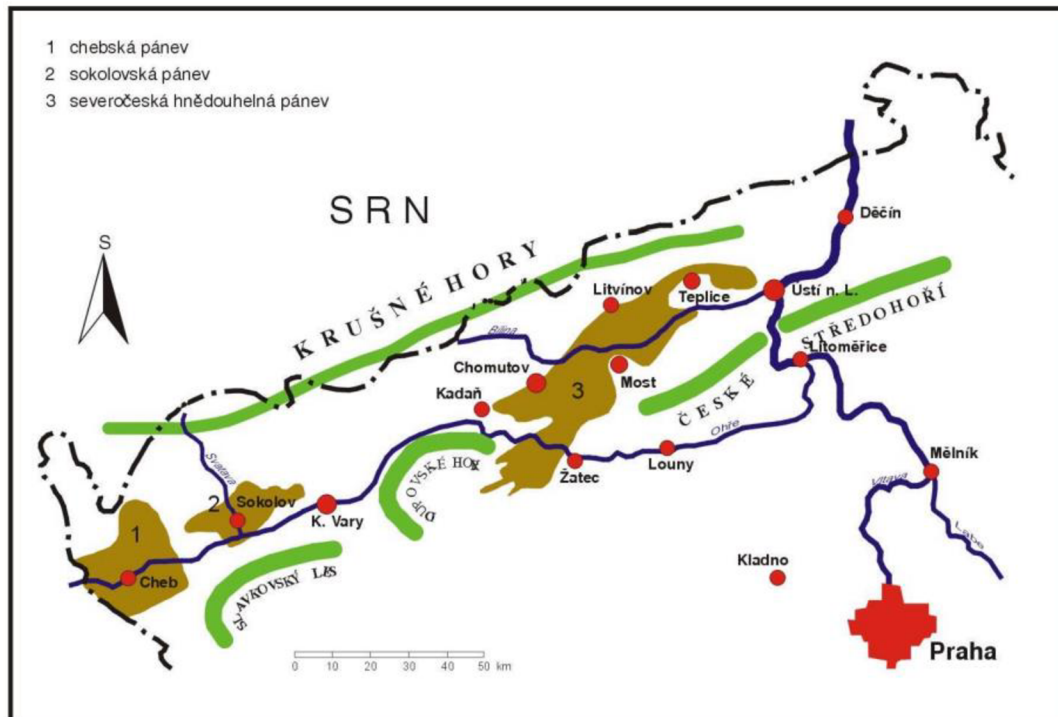 1 chebská pánev
2 sokolovská pánev
3 severočeská hnědouhelná pánev
SRN
S
KRUŠNÉ HORY
Děčín
Ústí n. L.
Teplice
Litvínov
Bílina
STŘEDOHOŘÍ
Litoměřice
Chomutov
Most
3
ČESKÉ
Kadaň
Ohře
Louny
Žatec
DUPOVSKÉ HORY
Mělník
Vltava
Labe
Svatava
2
Sokolov
K. Vary
1
Cheb
SLAVKOVSKÝ LES
Kladno
Praha
0 10 20 30 40 50 km